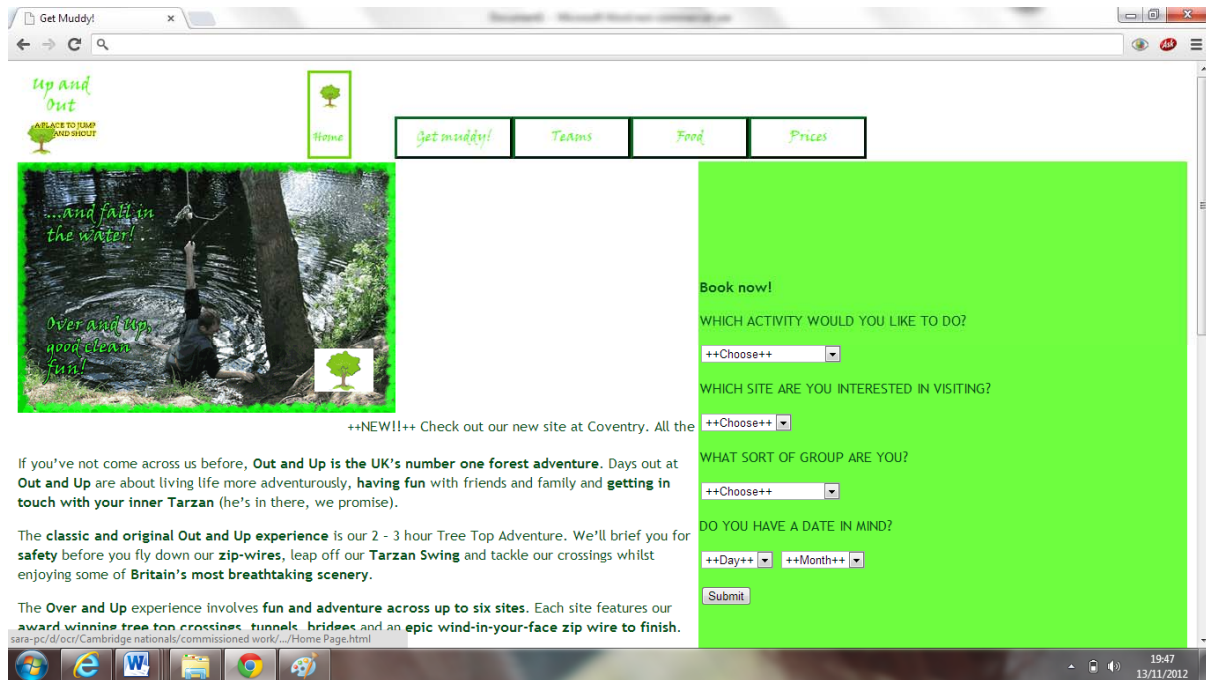 Get Muddy!
Up and
Out
A PLACE TO JUMP
AND SHOUT
Home
Get muddy!
Teams
Food
Prices
...and fall in
the water!
Over and up,
good clean
fun!
++NEW!!++ Check out our new site at Coventry. All the
If you've not come across us before, Out and Up is the UK's number one forest adventure. Days out at
Out and Up are about living life more adventurously, having fun with friends and family and getting in
touch with your inner Tarzan (he's in there, we promise).
The classic and original Out and Up experience is our 2 - 3 hour Tree Top Adventure. We'll brief you for
safety before you fly down our zip-wires, leap off our Tarzan Swing and tackle our crossings whilst
enjoying some of Britain's most breathtaking scenery.
The Over and Up experience involves fun and adventure across up to six sites. Each site features our
award winning tree top crossings, tunnels, bridges and an epic wind-in-your-face zip wire to finish.
Book now!
WHICH ACTIVITY WOULD YOU LIKE TO DO?
++Choose++
WHICH SITE ARE YOU INTERESTED IN VISITING?
++Choose++
WHAT SORT OF GROUP ARE YOU?
++Choose++
DO YOU HAVE A DATE IN MIND?
++Day++ ++Month++
Submit
sara-pc/d/ocr/Cambridge nationals/commissioned work/.../Home Page.html
Ask
19:47
13/11/2012